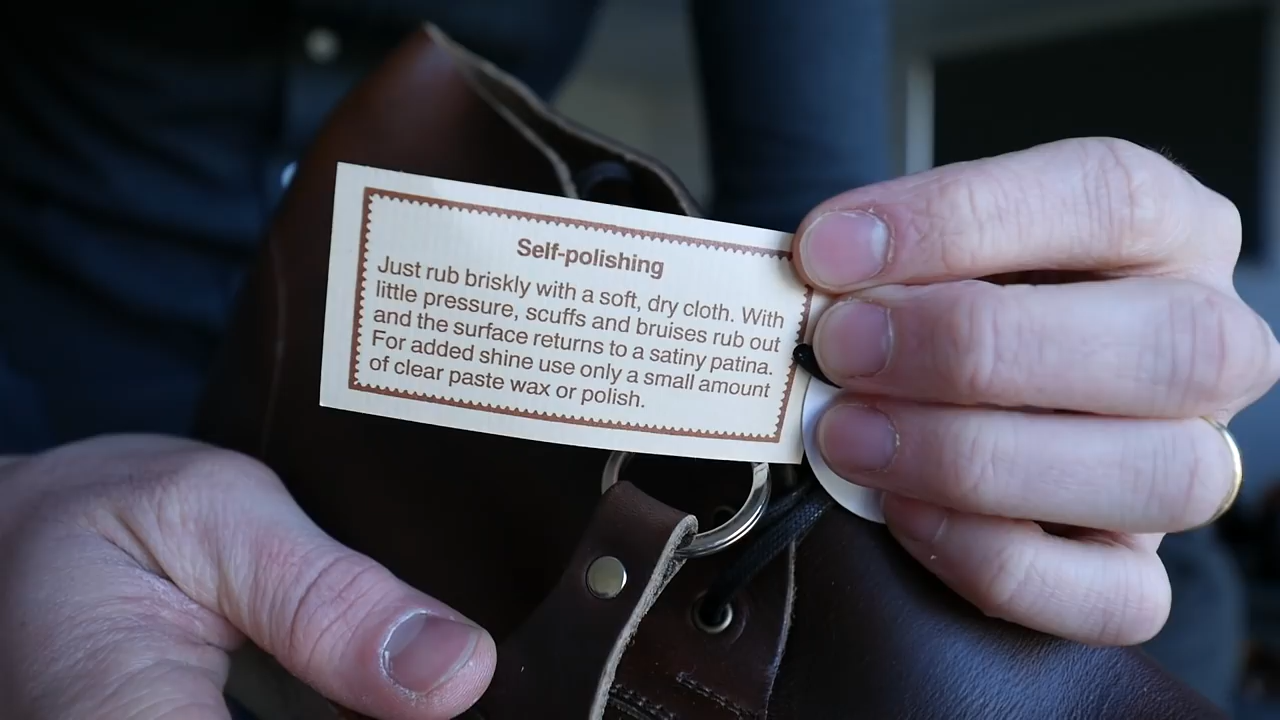 Self-polishing
Just rub briskly with a soft, dry cloth. With
little pressure, scuffs and bruises rub out
and the surface returns to a satiny patina.
For added shine use only a small amount
of clear paste wax or polish.